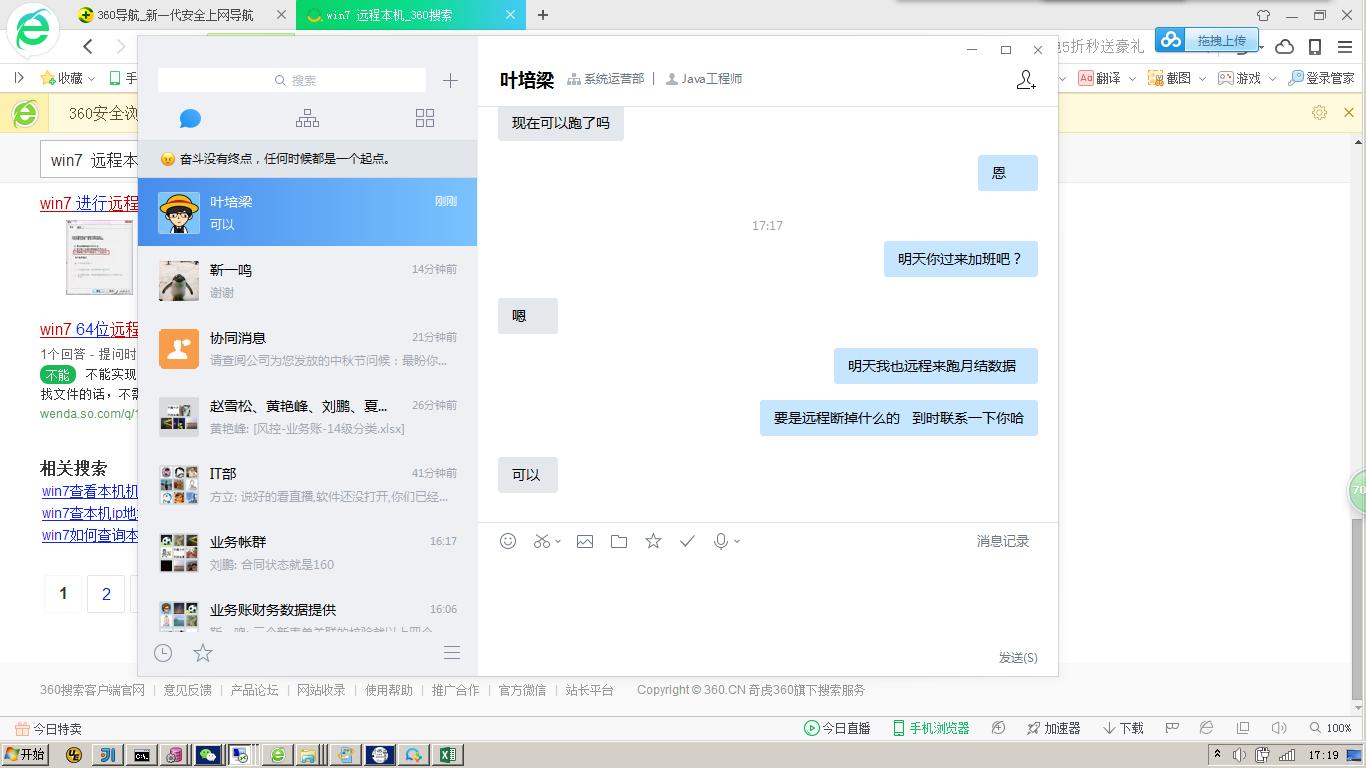 360导航_新一代安全上网导航
win7 远程本机_360搜索
5折秒送豪礼
拖拽上传
收藏
手
翻译
截图
游戏
登录管家
360安全浏
win7 远程本
win7 进行远程
win7 64位远程
1个回答 - 提问时
不能 不能实现
找文件的话，不需
wenda.so.com/q/1
相关搜索
win7查看本机机
win7查本机ip地
win7如何查询本
1 2
搜索
奋斗没有终点，任何时候都是一个起点。
叶培梁 刚刚
可以
靳一鸣 14分钟前
谢谢
协同消息 21分钟前
请查阅公司为您发放的中秋节问候：最盼你...
赵雪松、黄艳峰、刘鹏、夏... 26分钟前
黄艳峰: [风控-业务账-14级分类.xlsx]
IT部 41分钟前
方立: 说好的看直播,软件还没打开,你们已经...
业务帐群 16:17
刘鹏: 合同状态就是160
业务账财务数据提供 16:06
叶培梁 系统运营部 | Java工程师
现在可以跑了吗
恩
17:17
明天你过来加班吧？
嗯
明天我也远程来跑月结数据
要是远程断掉什么的 到时联系一下你哈
可以
消息记录
发送(S)
360搜索客户端官网 | 意见反馈 | 产品论坛 | 网站收录 | 使用帮助 | 推广合作 | 官方微信 | 站长平台 Copyright © 360.CN 奇虎360旗下搜索服务
今日特卖
今日直播
手机浏览器
加速器
下载
100%
开始
17:19
70